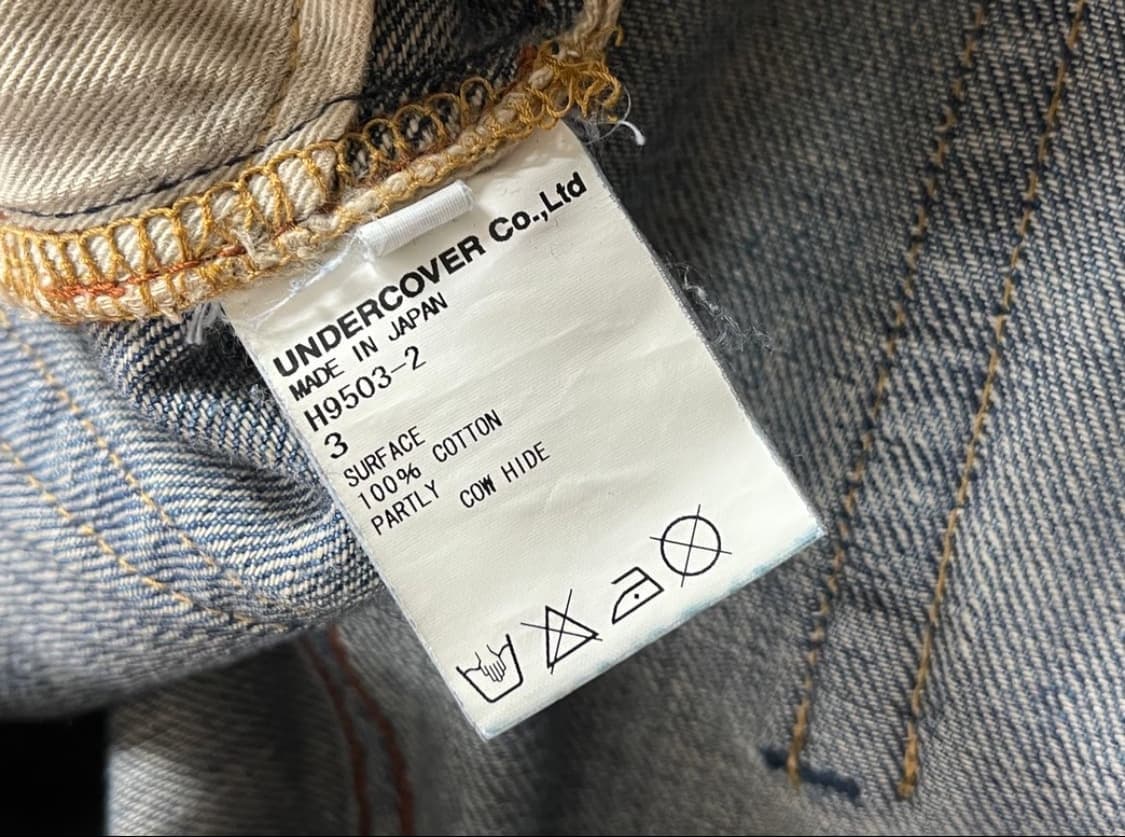 UNDERCOVER Co.,Ltd
MADE IN JAPAN
H9503-2
3
SURFACE
100% COTTON
PARTLY COW HIDE